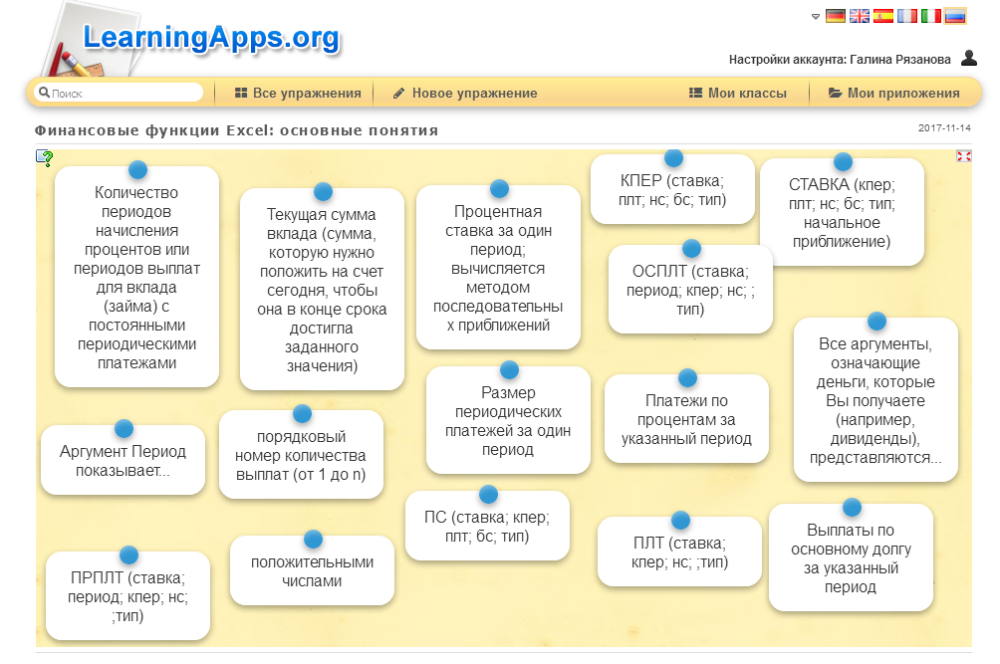 LearningApps.org
Настройки аккаунта: Галина Рязанова
Поиск
Все упражнения
Новое упражнение
Мои классы
Мои приложения
Финансовые функции Excel: основные понятия
2017-11-14
Количество
периодов
начисления
процентов или
периодов выплат
для вклада
(займа) с
постоянными
периодическими
платежами
Текущая сумма
вклада (сумма,
которую нужно
положить на счет
сегодня, чтобы
она в конце срока
достигла
заданного
значения)
Процентная
ставка за один
период;
вычисляется
методом
последовательны
х приближений
КПЕР (ставка;
плт; нс; бс; тип)
СТАВКА (кпер;
плт; нс; бс; тип;
начальное
приближение)
ОСПЛТ (ставка;
период; кпер; нс; ;
тип)
Все аргументы,
означающие
деньги, которые
Вы получаете
(например,
дивиденды),
представляются...
Размер
периодических
платежей за один
период
Платежи по
процентам за
указанный период
Аргумент Период
показывает...
порядковый
номер количества
выплат (от 1 до n)
ПС (ставка; кпер;
плт; бс; тип)
ПЛТ (ставка;
кпер; нс; ;тип)
Выплаты по
основному долгу
за указанный
период
ПРПЛТ (ставка;
период; кпер; нс;
;тип)
положительными
числами